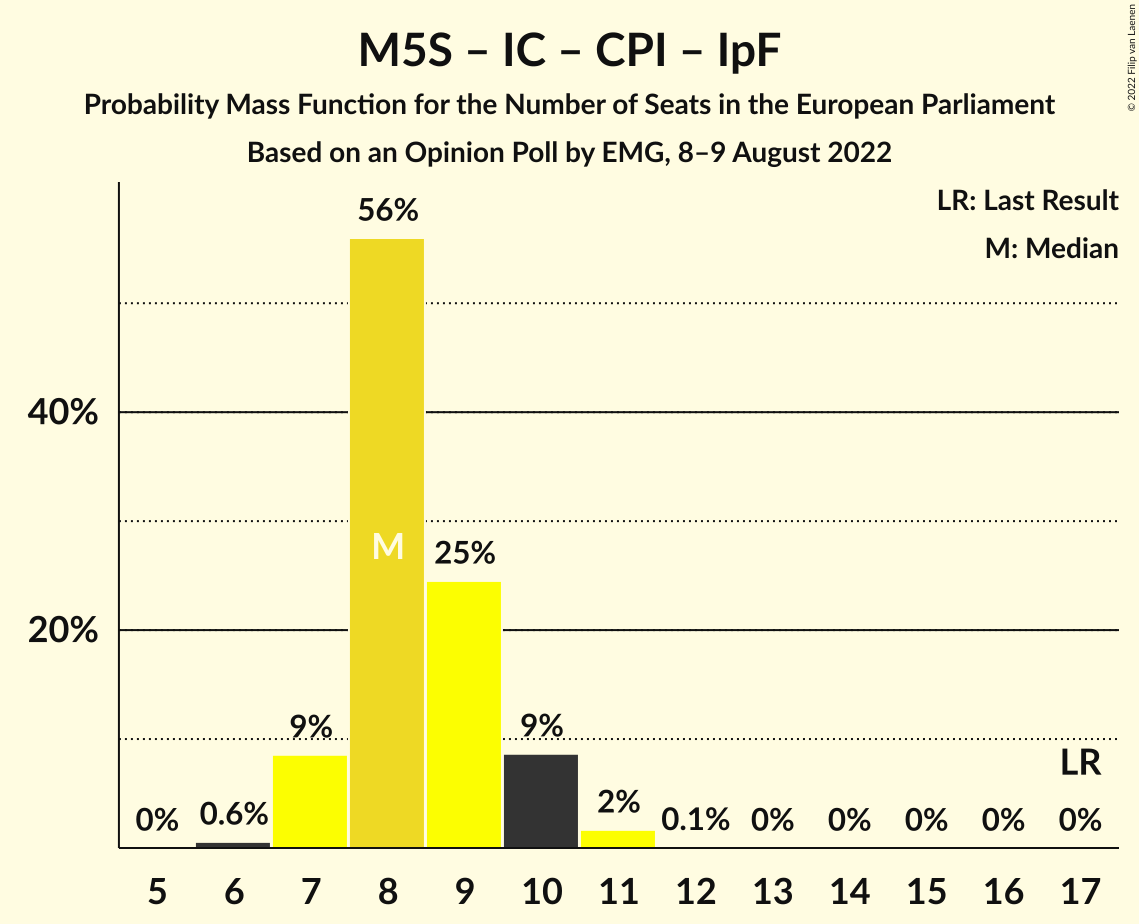 M5S – IC – CPI – IpF
Probability Mass Function for the Number of Seats in the European Parliament
Based on an Opinion Poll by EMG, 8–9 August 2022
© 2022 Filip van Laenen
LR: Last Result
M: Median
56%
40%
M
25%
20%
9%
9%
LR
0%
0.6%
2%
0.1%
0%
0%
0%
0%
0%
5 6 7 8 9 10 11 12 13 14 15 16 17